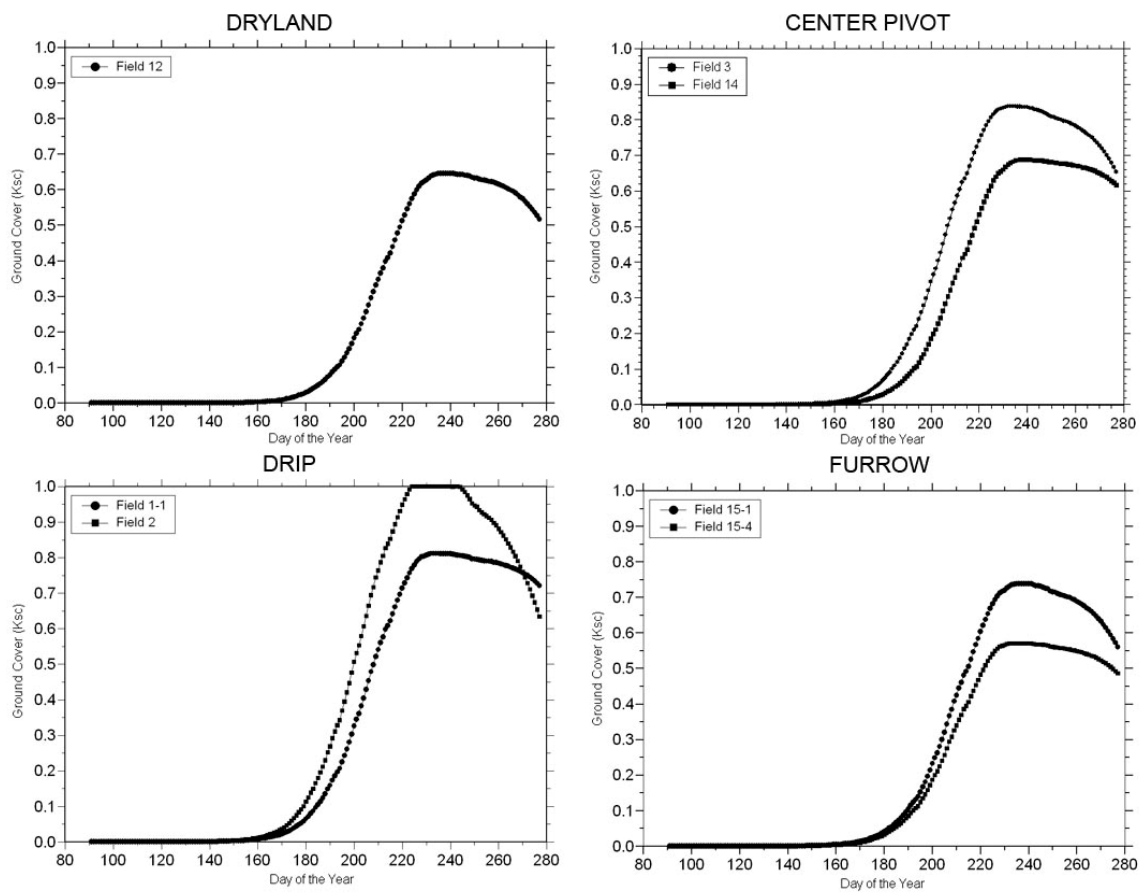 DRYLAND
1.0
0.9
0.8
0.7
0.6
0.5
0.4
0.3
0.2
0.1
0.0
Ground Cover (Ksc)
Field 12
80 100 120 140 160 180 200 220 240 260 280
Day of the Year
CENTER PIVOT
1.0
0.9
0.8
0.7
0.6
0.5
0.4
0.3
0.2
0.1
0.0
Ground Cover (Ksc)
Field 3
Field 14
80 100 120 140 160 180 200 220 240 260 280
Day of the Year
DRIP
1.0
0.9
0.8
0.7
0.6
0.5
0.4
0.3
0.2
0.1
0.0
Ground Cover (Ksc)
Field 1-1
Field 2
80 100 120 140 160 180 200 220 240 260 280
Day of the Year
FURROW
1.0
0.9
0.8
0.7
0.6
0.5
0.4
0.3
0.2
0.1
0.0
Ground Cover (Ksc)
Field 15-1
Field 15-4
80 100 120 140 160 180 200 220 240 260 280
Day of the Year